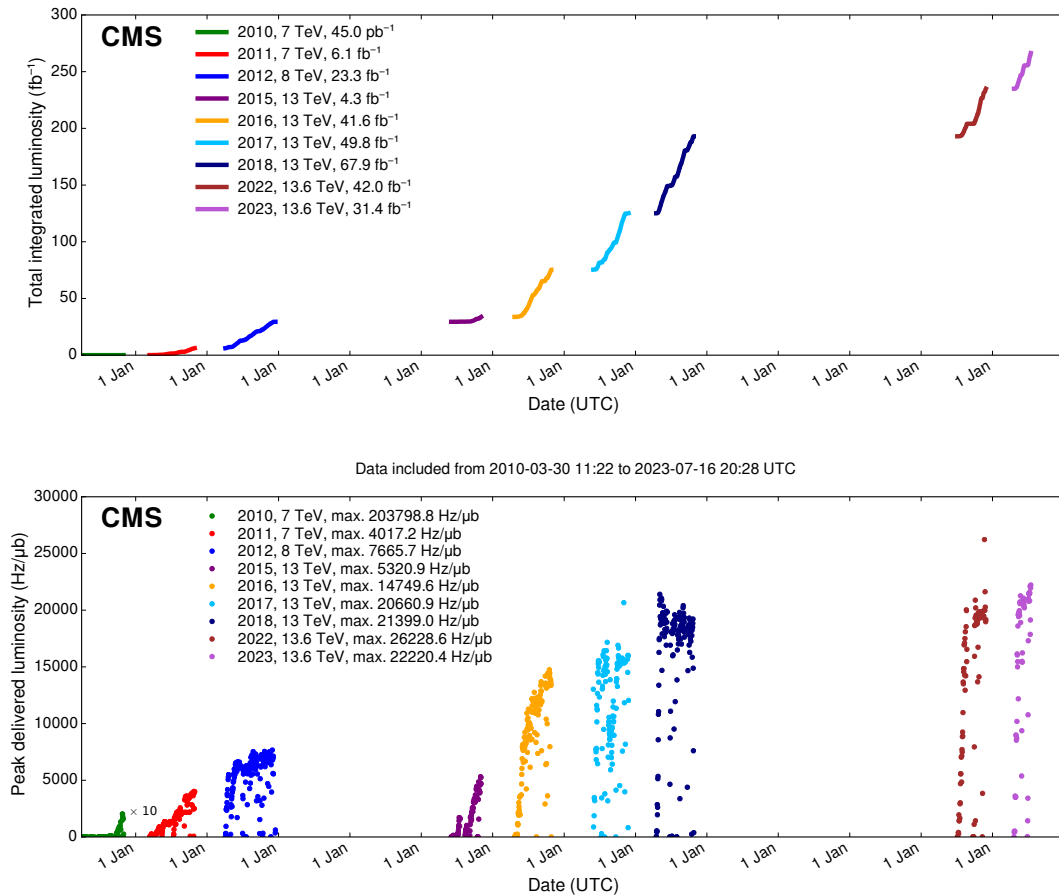 CMS
2010, 7 TeV, 45.0 pb⁻¹
2011, 7 TeV, 6.1 fb⁻¹
2012, 8 TeV, 23.3 fb⁻¹
2015, 13 TeV, 4.3 fb⁻¹
2016, 13 TeV, 41.6 fb⁻¹
2017, 13 TeV, 49.8 fb⁻¹
2018, 13 TeV, 67.9 fb⁻¹
2022, 13.6 TeV, 42.0 fb⁻¹
2023, 13.6 TeV, 31.4 fb⁻¹
Total integrated luminosity (fb⁻¹)
300
250
200
150
100
50
0
1 Jan 1 Jan 1 Jan 1 Jan 1 Jan 1 Jan 1 Jan 1 Jan 1 Jan 1 Jan 1 Jan 1 Jan 1 Jan
Date (UTC)
Data included from 2010-03-30 11:22 to 2023-07-16 20:28 UTC
CMS
2010, 7 TeV, max. 203798.8 Hz/µb
2011, 7 TeV, max. 4017.2 Hz/µb
2012, 8 TeV, max. 7665.7 Hz/µb
2015, 13 TeV, max. 5320.9 Hz/µb
2016, 13 TeV, max. 14749.6 Hz/µb
2017, 13 TeV, max. 20660.9 Hz/µb
2018, 13 TeV, max. 21399.0 Hz/µb
2022, 13.6 TeV, max. 26228.6 Hz/µb
2023, 13.6 TeV, max. 22220.4 Hz/µb
Peak delivered luminosity (Hz/µb)
30000
25000
20000
15000
10000
5000
0
× 10
1 Jan 1 Jan 1 Jan 1 Jan 1 Jan 1 Jan 1 Jan 1 Jan 1 Jan 1 Jan 1 Jan 1 Jan 1 Jan
Date (UTC)